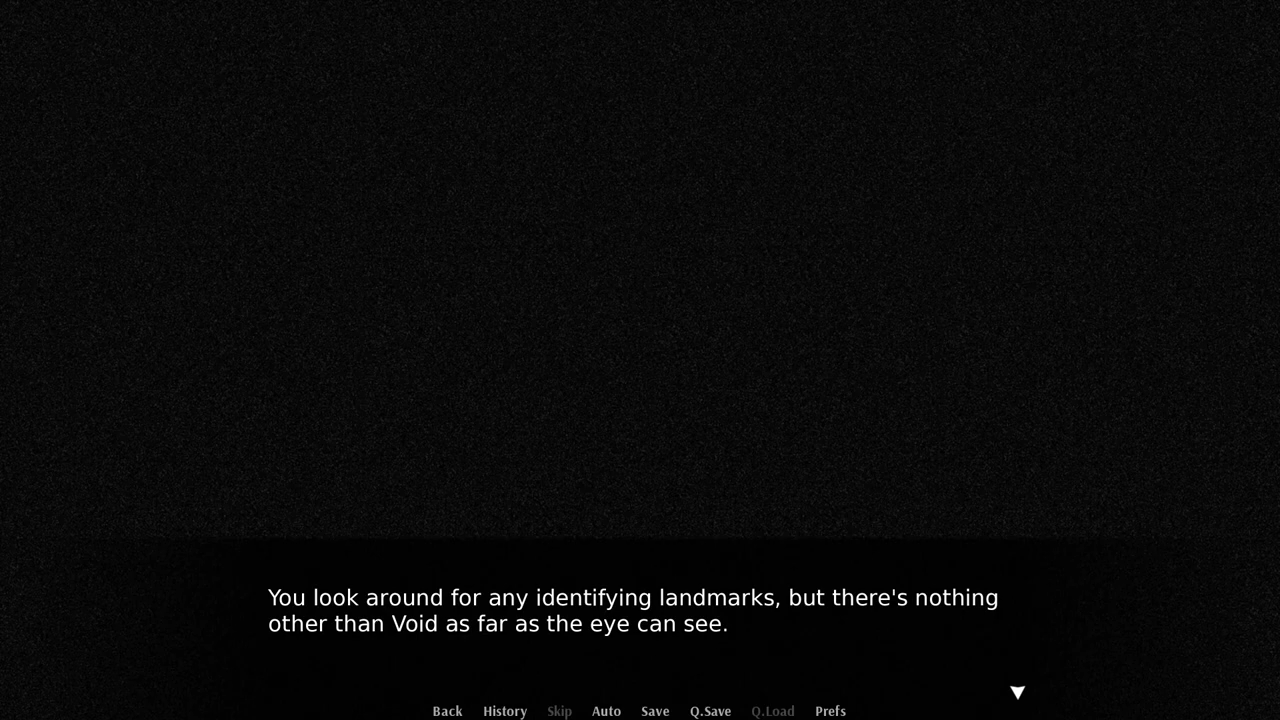 You look around for any identifying landmarks, but there's nothing
other than Void as far as the eye can see.
Back History Skip Auto Save Q.Save Q.Load Prefs